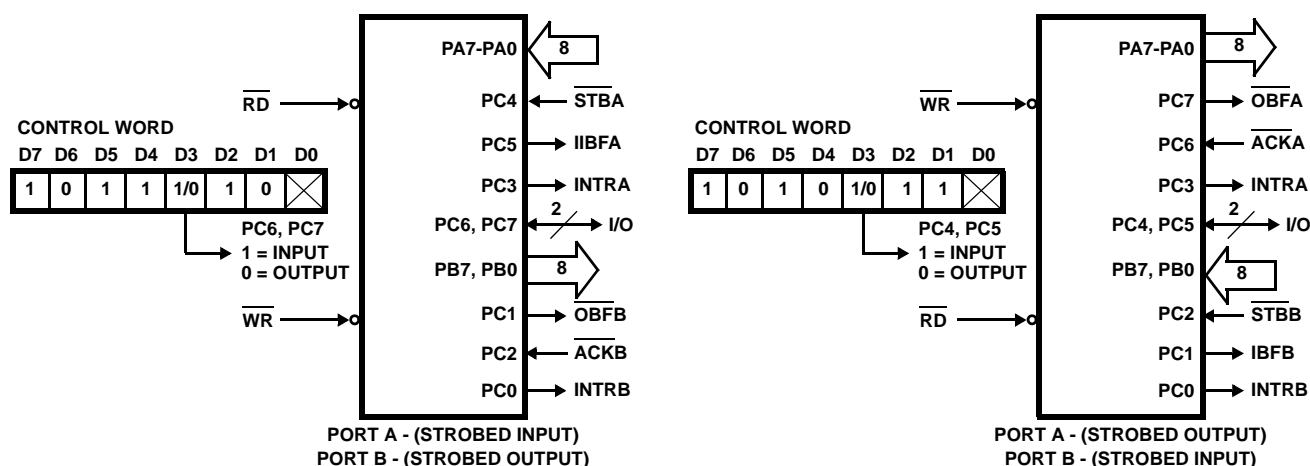 PA7-PA0
8
RD
PC4
STBA
CONTROL WORD
D7 D6 D5 D4 D3 D2 D1 D0
1 0 1 1 1/0 1 0
PC5
IIBFA
PC3
INTRA
PC6, PC7
1 = INPUT
0 = OUTPUT
PC6, PC7
2
I/O
PB7, PB0
8
WR
PC1
OBFB
PC2
ACKB
PC0
INTRB
PORT A - (STROBED INPUT)
PORT B - (STROBED OUTPUT)
PA7-PA0
8
WR
PC7
OBFA
CONTROL WORD
D7 D6 D5 D4 D3 D2 D1 D0
1 0 1 0 1/0 1 1
PC6
ACKA
PC3
INTRA
PC4, PC5
1 = INPUT
0 = OUTPUT
PC4, PC5
2
I/O
PB7, PB0
8
RD
PC2
STBB
PC1
IBFB
PC0
INTRB
PORT A - (STROBED OUTPUT)
PORT B - (STROBED INPUT)